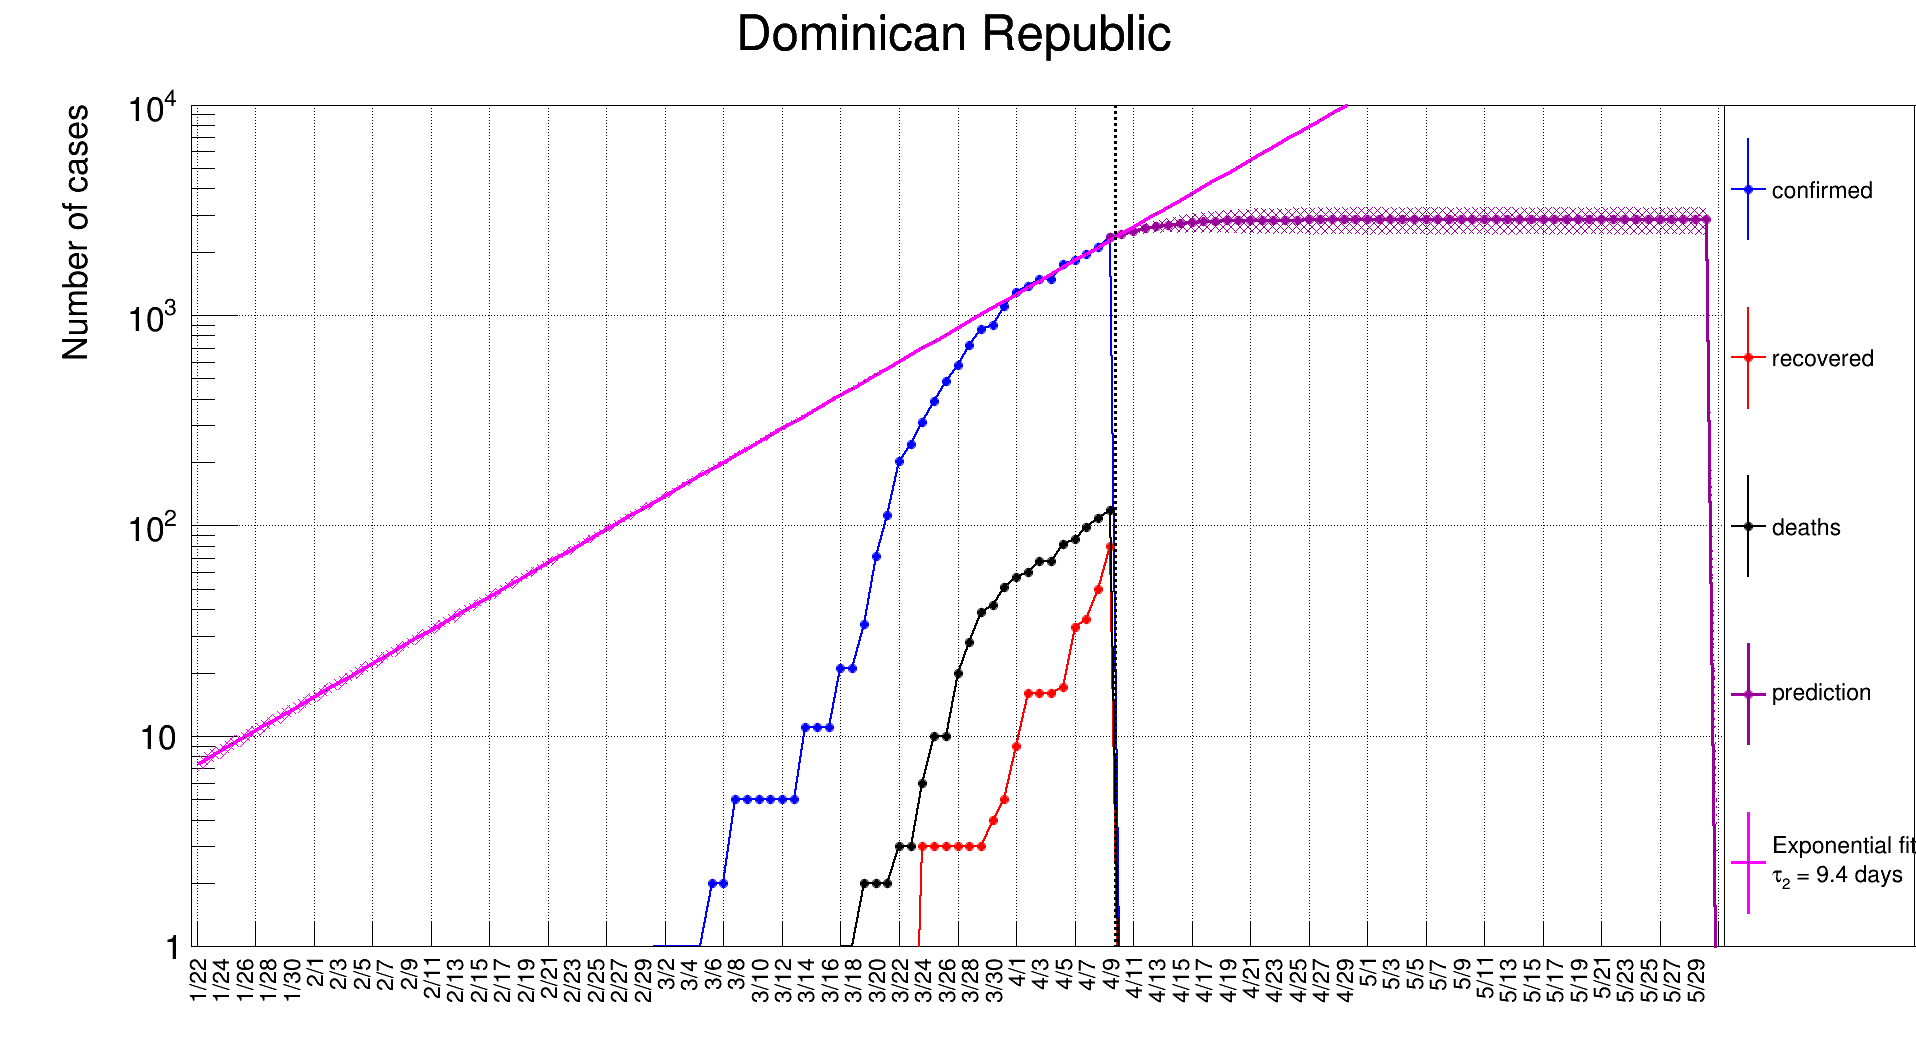 Dominican Republic
Number of cases
10^4
10^3
10^2
10
1
1/22 1/24 1/26 1/28 1/30 2/1 2/3 2/5 2/7 2/9 2/11 2/13 2/15 2/17 2/19 2/21 2/23 2/25 2/27 2/29 3/2 3/4 3/6 3/8 3/10 3/12 3/14 3/16 3/18 3/20 3/22 3/24 3/26 3/28 3/30 4/1 4/3 4/5 4/7 4/9 4/11 4/13 4/15 4/17 4/19 4/21 4/23 4/25 4/27 4/29 5/1 5/3 5/5 5/7 5/9 5/11 5/13 5/15 5/17 5/19 5/21 5/23 5/25 5/27 5/29
confirmed
recovered
deaths
prediction
Exponential fit
τ₂ = 9.4 days